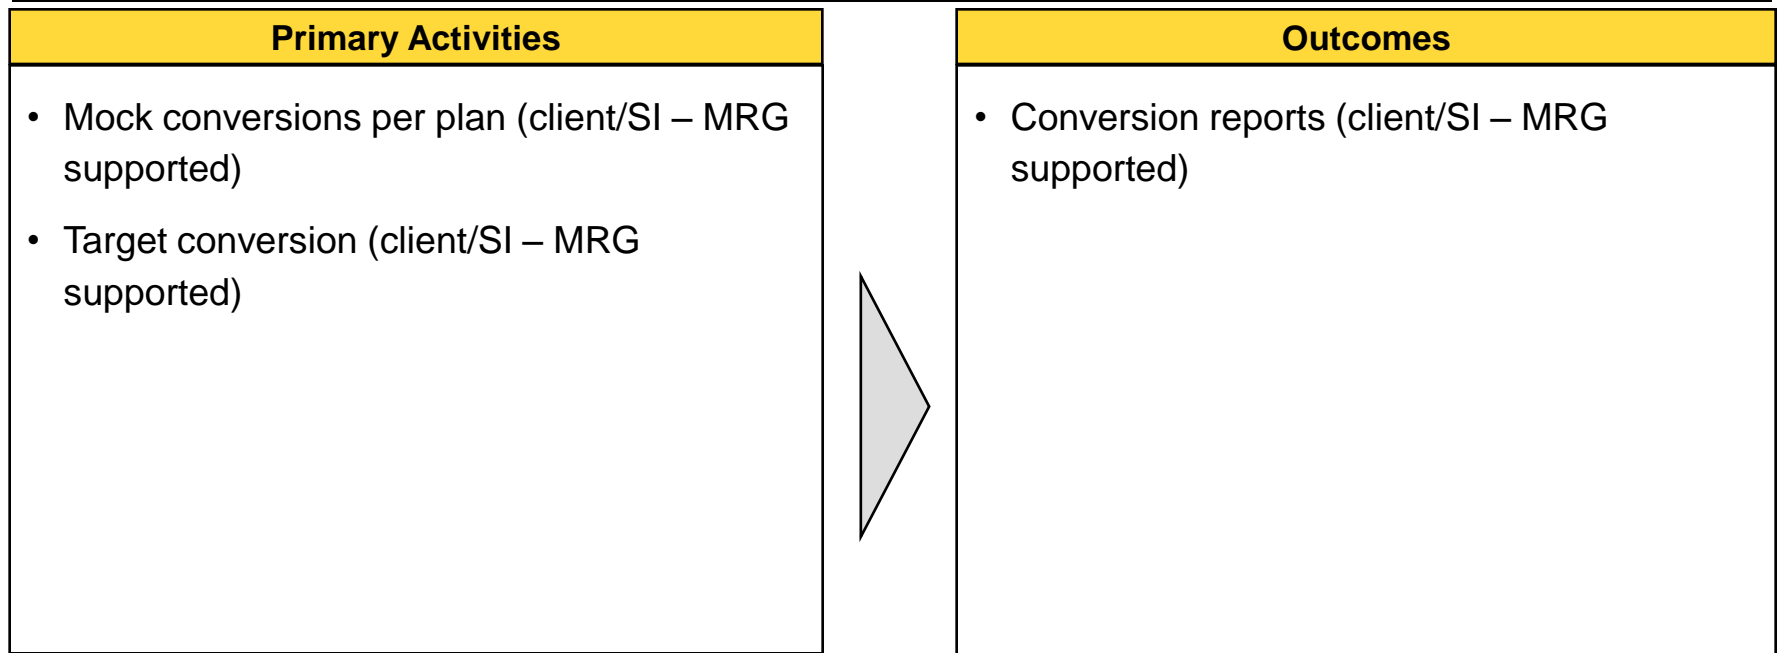 Primary Activities
• Mock conversions per plan (client/SI – MRG
supported)
• Target conversion (client/SI – MRG
supported)
Outcomes
• Conversion reports (client/SI – MRG
supported)